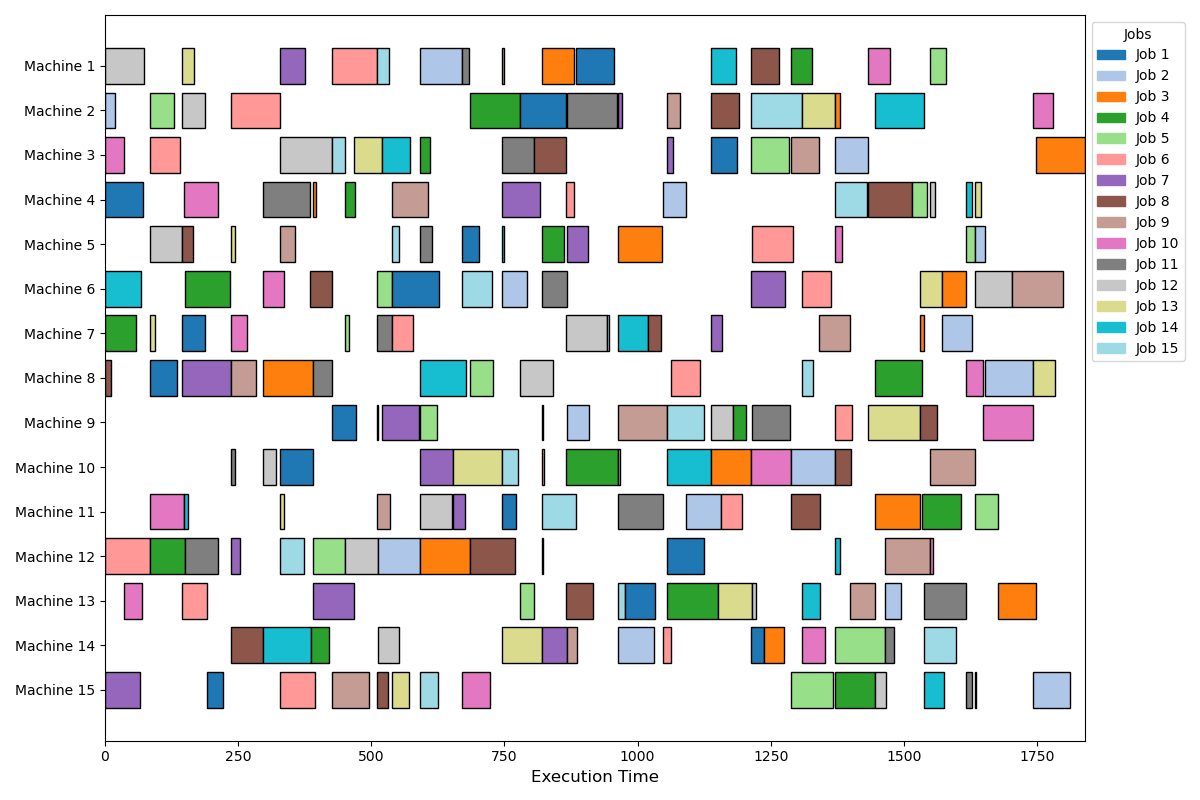 Machine 1
Machine 2
Machine 3
Machine 4
Machine 5
Machine 6
Machine 7
Machine 8
Machine 9
Machine 10
Machine 11
Machine 12
Machine 13
Machine 14
Machine 15
0 250 500 750 1000 1250 1500 1750
Execution Time
Jobs
Job 1
Job 2
Job 3
Job 4
Job 5
Job 6
Job 7
Job 8
Job 9
Job 10
Job 11
Job 12
Job 13
Job 14
Job 15